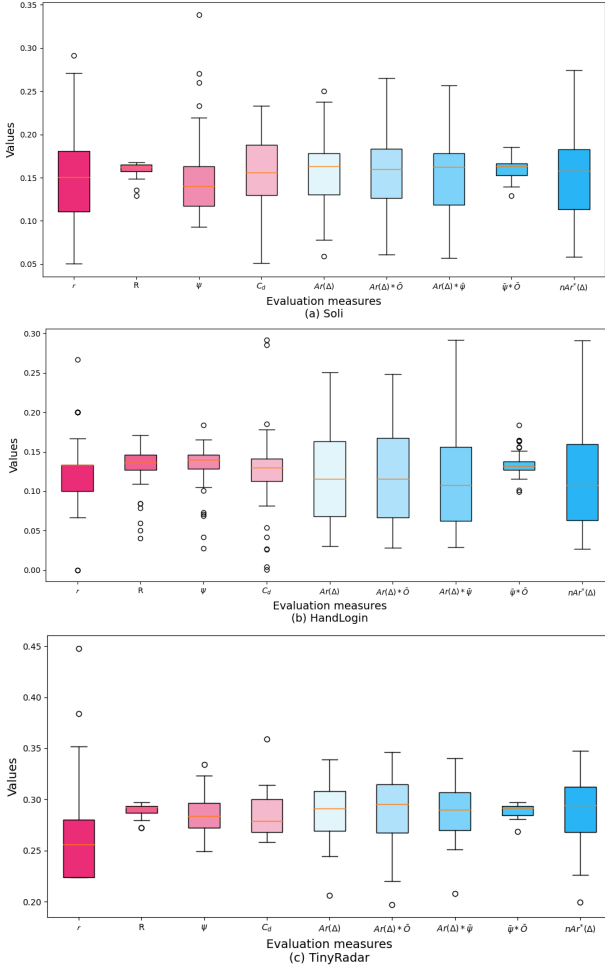 0.35
0.30
0.25
0.20
0.15
0.10
0.05
Values
r R ψ C_d Ar(Δ) Ar(Δ) * Ō Ar(Δ) * ψ̄ ψ̄ * Ō nAr*(Δ)
Evaluation measures
(a) Soli
0.30
0.25
0.20
0.15
0.10
0.05
0.00
Values
r R ψ C_d Ar(Δ) Ar(Δ) * Ō Ar(Δ) * ψ̄ ψ̄ * Ō nAr*(Δ)
Evaluation measures
(b) HandLogin
0.45
0.40
0.35
0.30
0.25
0.20
Values
r R ψ C_d Ar(Δ) Ar(Δ) * Ō Ar(Δ) * ψ̄ ψ̄ * Ō nAr*(Δ)
Evaluation measures
(c) TinyRadar